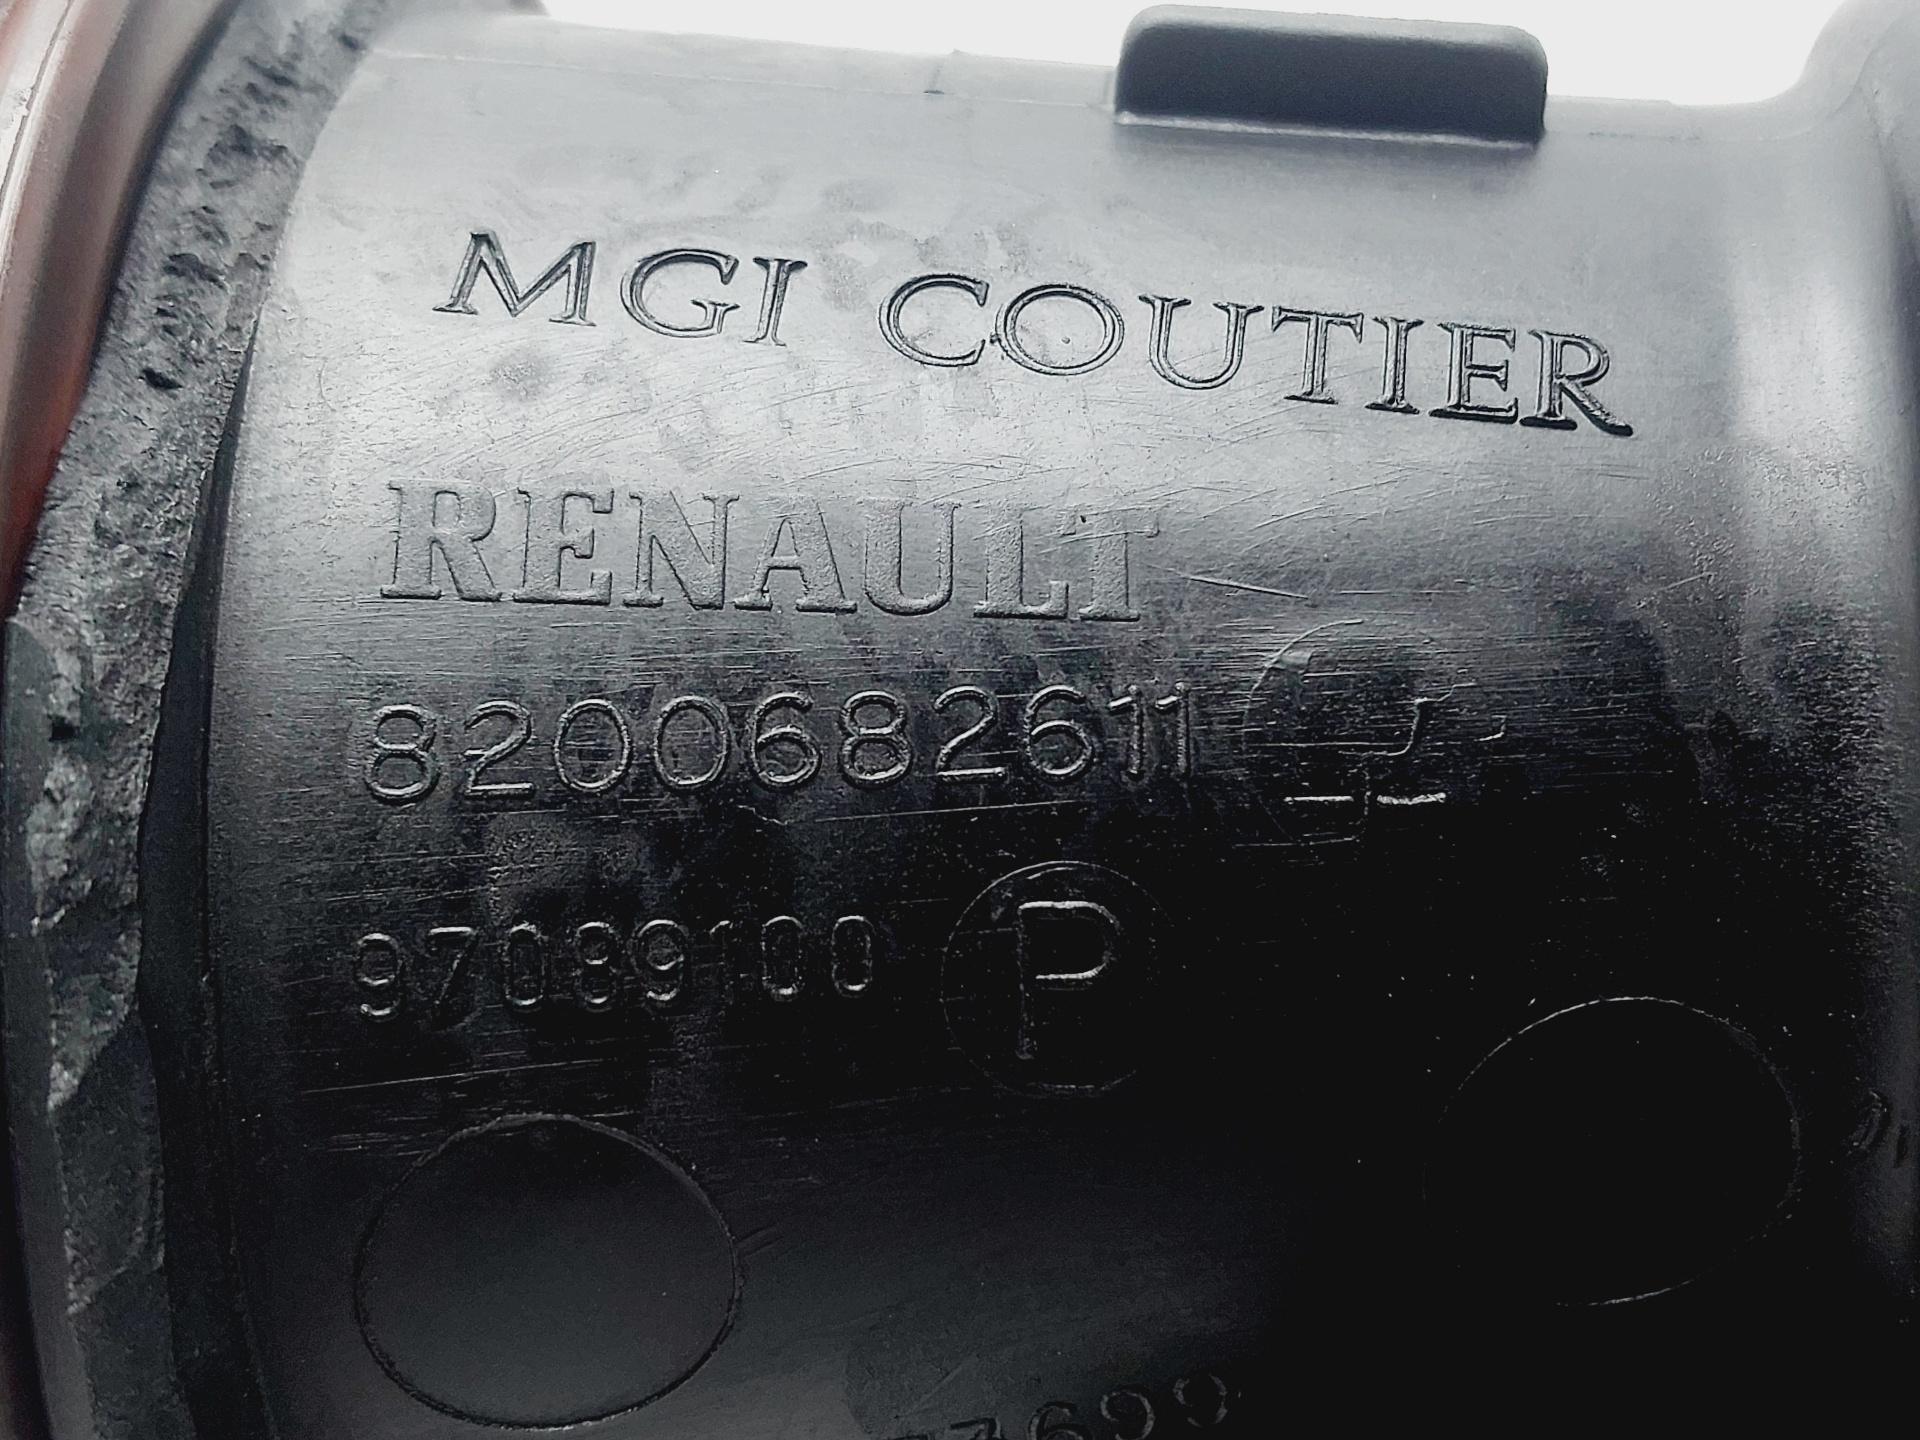 MGI COUTIER
RENAULT
8200682611
97089100 P